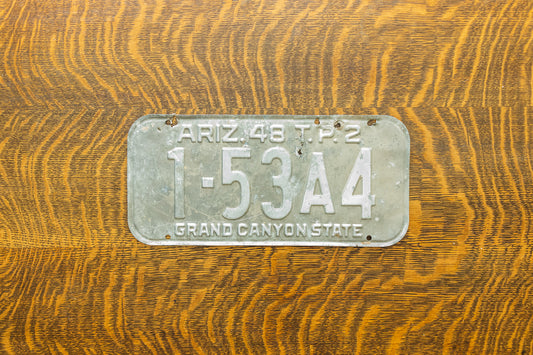 ARIZ. 48 T.P. 2
1-53A4
GRAND CANYON STATE